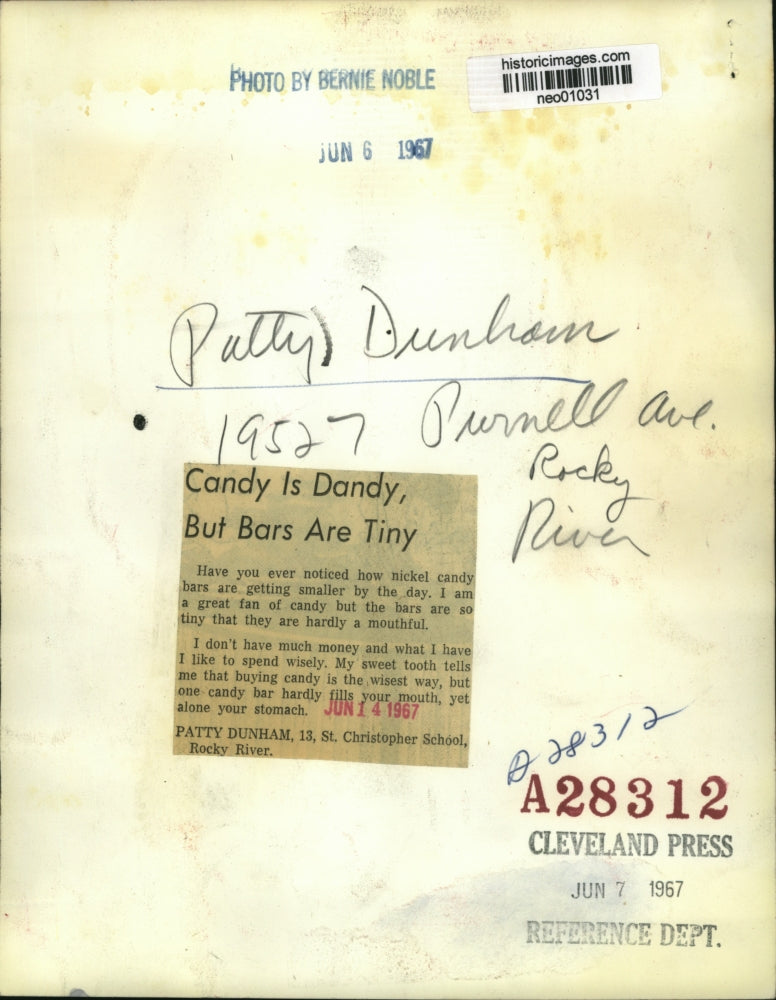 historicimages.com
neo01031
PHOTO BY BERNIE NOBLE
JUN 6 1967
Patty Dunham
19527 Purnell Ave.
Rocky
River
Candy Is Dandy,
But Bars Are Tiny
Have you ever noticed how nickel candy
bars are getting smaller by the day. I am
a great fan of candy but the bars are so
tiny that they are hardly a mouthful.
I don't have much money and what I have
I like to spend wisely. My sweet tooth tells
me that buying candy is the wisest way, but
one candy bar hardly fills your mouth, yet
alone your stomach. JUN 14 1967
PATTY DUNHAM, 13, St. Christopher School,
Rocky River.
A28312
A28312
CLEVELAND PRESS
JUN 7 1967
REFERENCE DEPT.